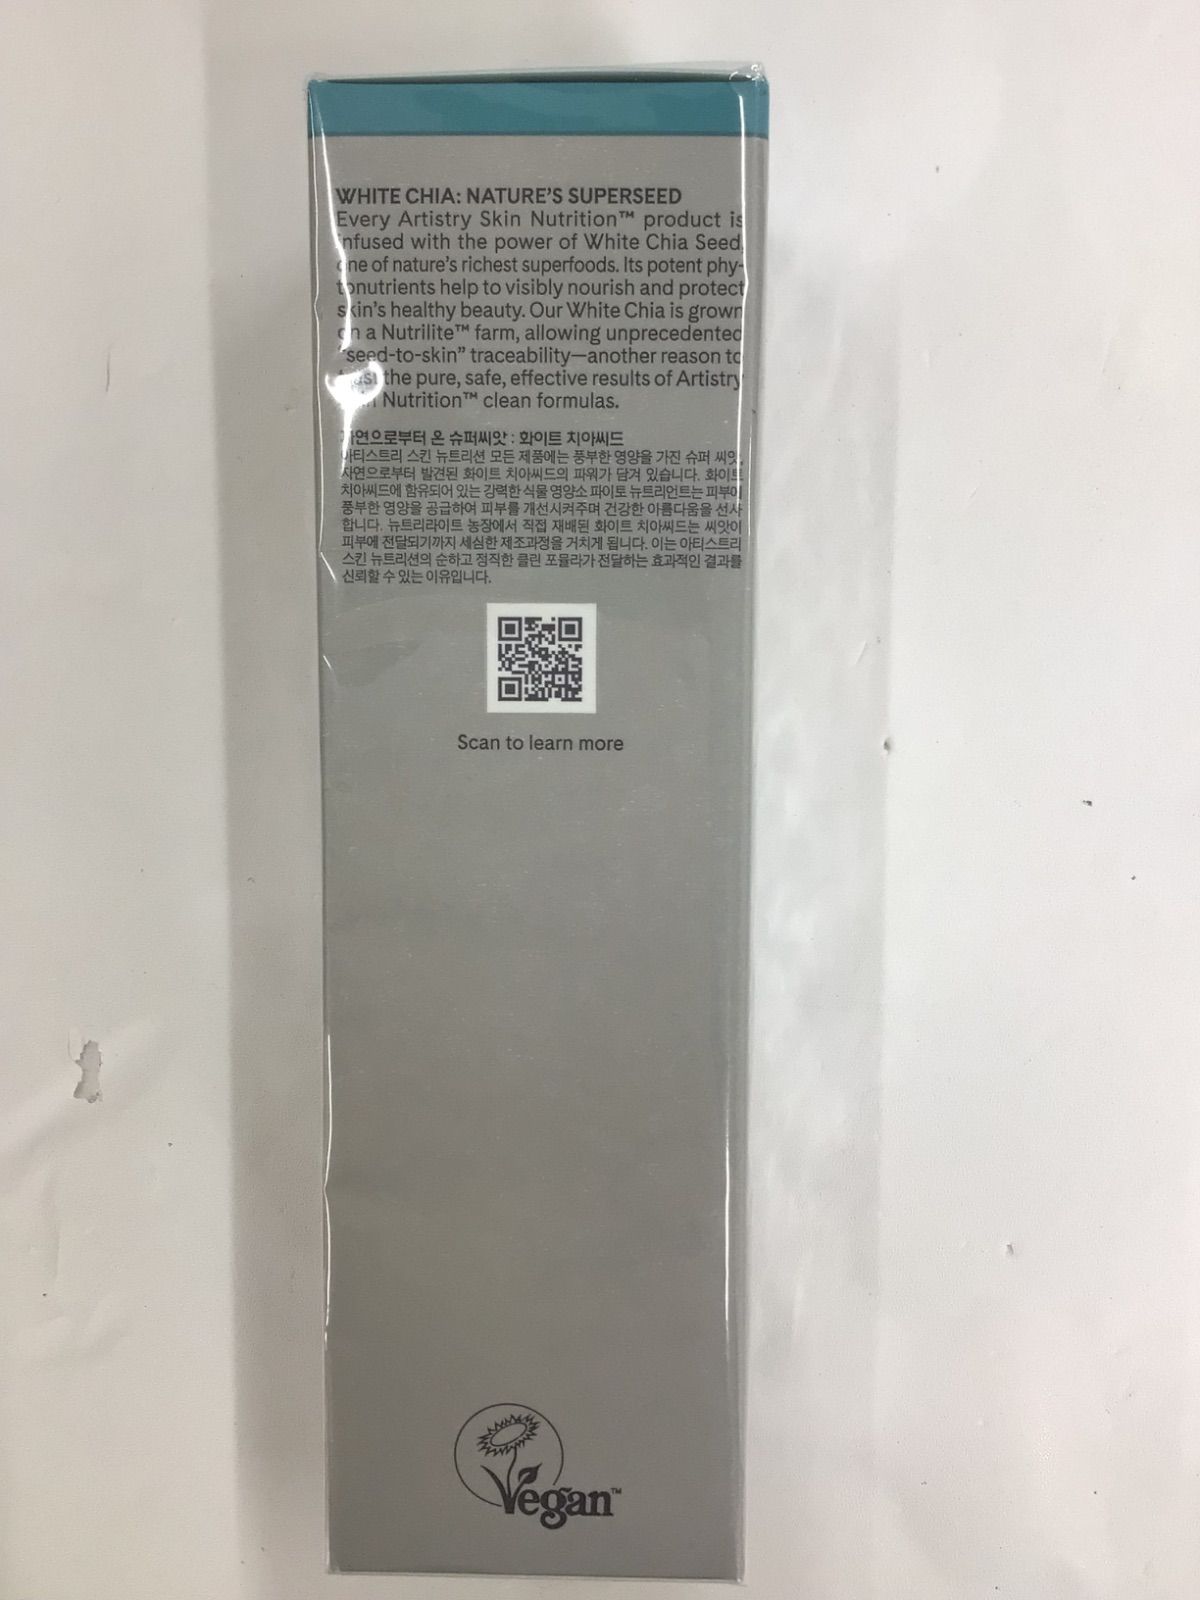 WHITE CHIA: NATURE'S SUPERSEED
Every Artistry Skin Nutrition™ product is
infused with the power of White Chia Seed,
one of nature's richest superfoods. Its potent phy-
tonutrients help to visibly nourish and protect
skin's healthy beauty. Our White Chia is grown
on a Nutrilite™ farm, allowing unprecedented
"seed-to-skin" traceability—another reason to
trust the pure, safe, effective results of Artistry
Skin Nutrition™ clean formulas.
자연으로부터 온 슈퍼씨앗 : 화이트 치아씨드
아티스트리 스킨 뉴트리션 모든 제품에는 풍부한 영양을 가진 슈퍼 씨앗,
자연으로부터 발견된 화이트 치아씨드의 파워가 담겨 있습니다. 화이트
치아씨드에 함유되어 있는 강력한 식물 영양소 파이토 뉴트리언트는 피부에
풍부한 영양을 공급하여 피부를 개선시켜주며 건강한 아름다움을 선사
합니다. 뉴트리라이트 농장에서 직접 재배된 화이트 치아씨드는 씨앗이
피부에 전달되기까지 세심한 제조과정을 거치게 됩니다. 이는 아티스트리
스킨 뉴트리션의 순하고 정직한 클린 포뮬라가 전달하는 효과적인 결과를
신뢰할 수 있는 이유입니다.
Scan to learn more
Vegan™